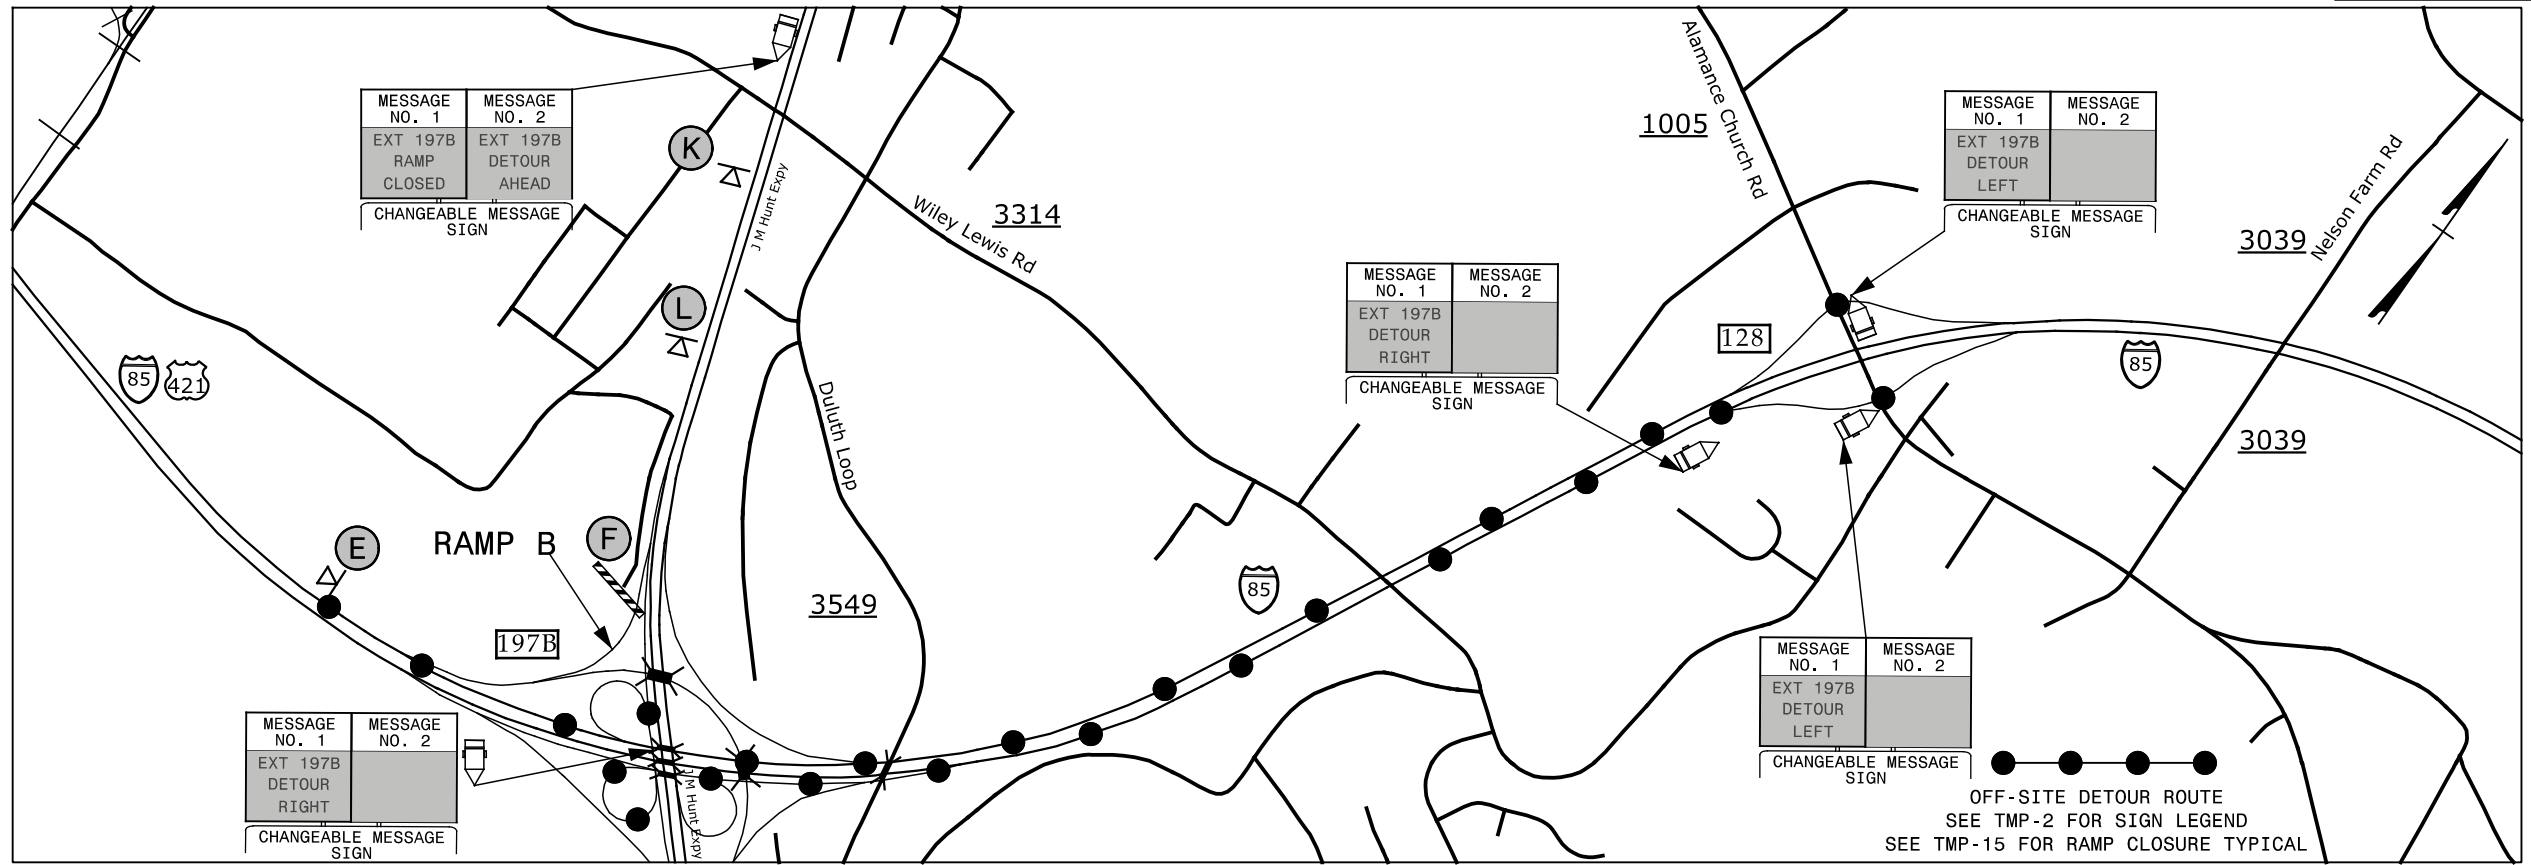 MESSAGE NO. 1
MESSAGE NO. 2
EXT 197B
RAMP
CLOSED
EXT 197B
DETOUR
AHEAD
CHANGEABLE MESSAGE
SIGN
K
J M Hunt Expy
L
Wiley Lewis Rd
3314
Alamance Church Rd
1005
MESSAGE NO. 1
MESSAGE NO. 2
EXT 197B
DETOUR
LEFT
CHANGEABLE MESSAGE
SIGN
3039
Nelson Farm Rd
MESSAGE NO. 1
MESSAGE NO. 2
EXT 197B
DETOUR
RIGHT
CHANGEABLE MESSAGE
SIGN
128
85
85
421
Duluth Loop
3039
E
RAMP B
F
197B
3549
85
MESSAGE NO. 1
MESSAGE NO. 2
EXT 197B
DETOUR
LEFT
CHANGEABLE MESSAGE
SIGN
MESSAGE NO. 1
MESSAGE NO. 2
EXT 197B
DETOUR
RIGHT
CHANGEABLE MESSAGE
SIGN
J M Hunt Expy
OFF-SITE DETOUR ROUTE
SEE TMP-2 FOR SIGN LEGEND
SEE TMP-15 FOR RAMP CLOSURE TYPICAL